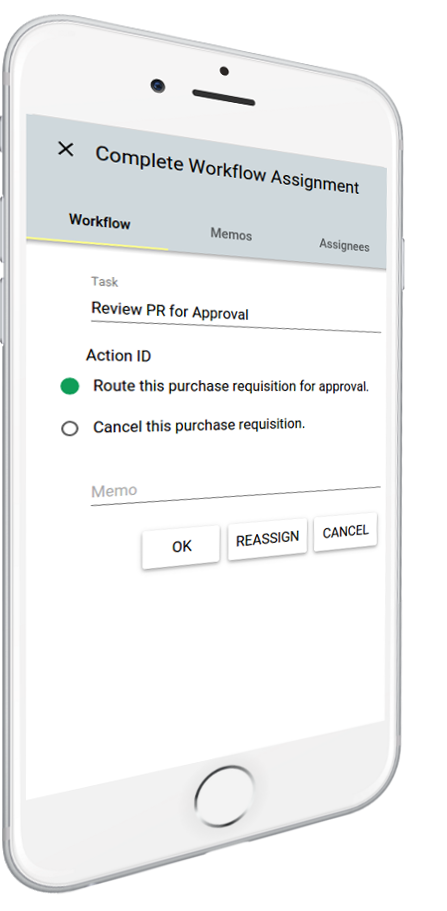 Complete Workflow Assignment
Workflow Memos Assignees
Task
Review PR for Approval
Action ID
Route this purchase requisition for approval.
Cancel this purchase requisition.
Memo
OK REASSIGN CANCEL